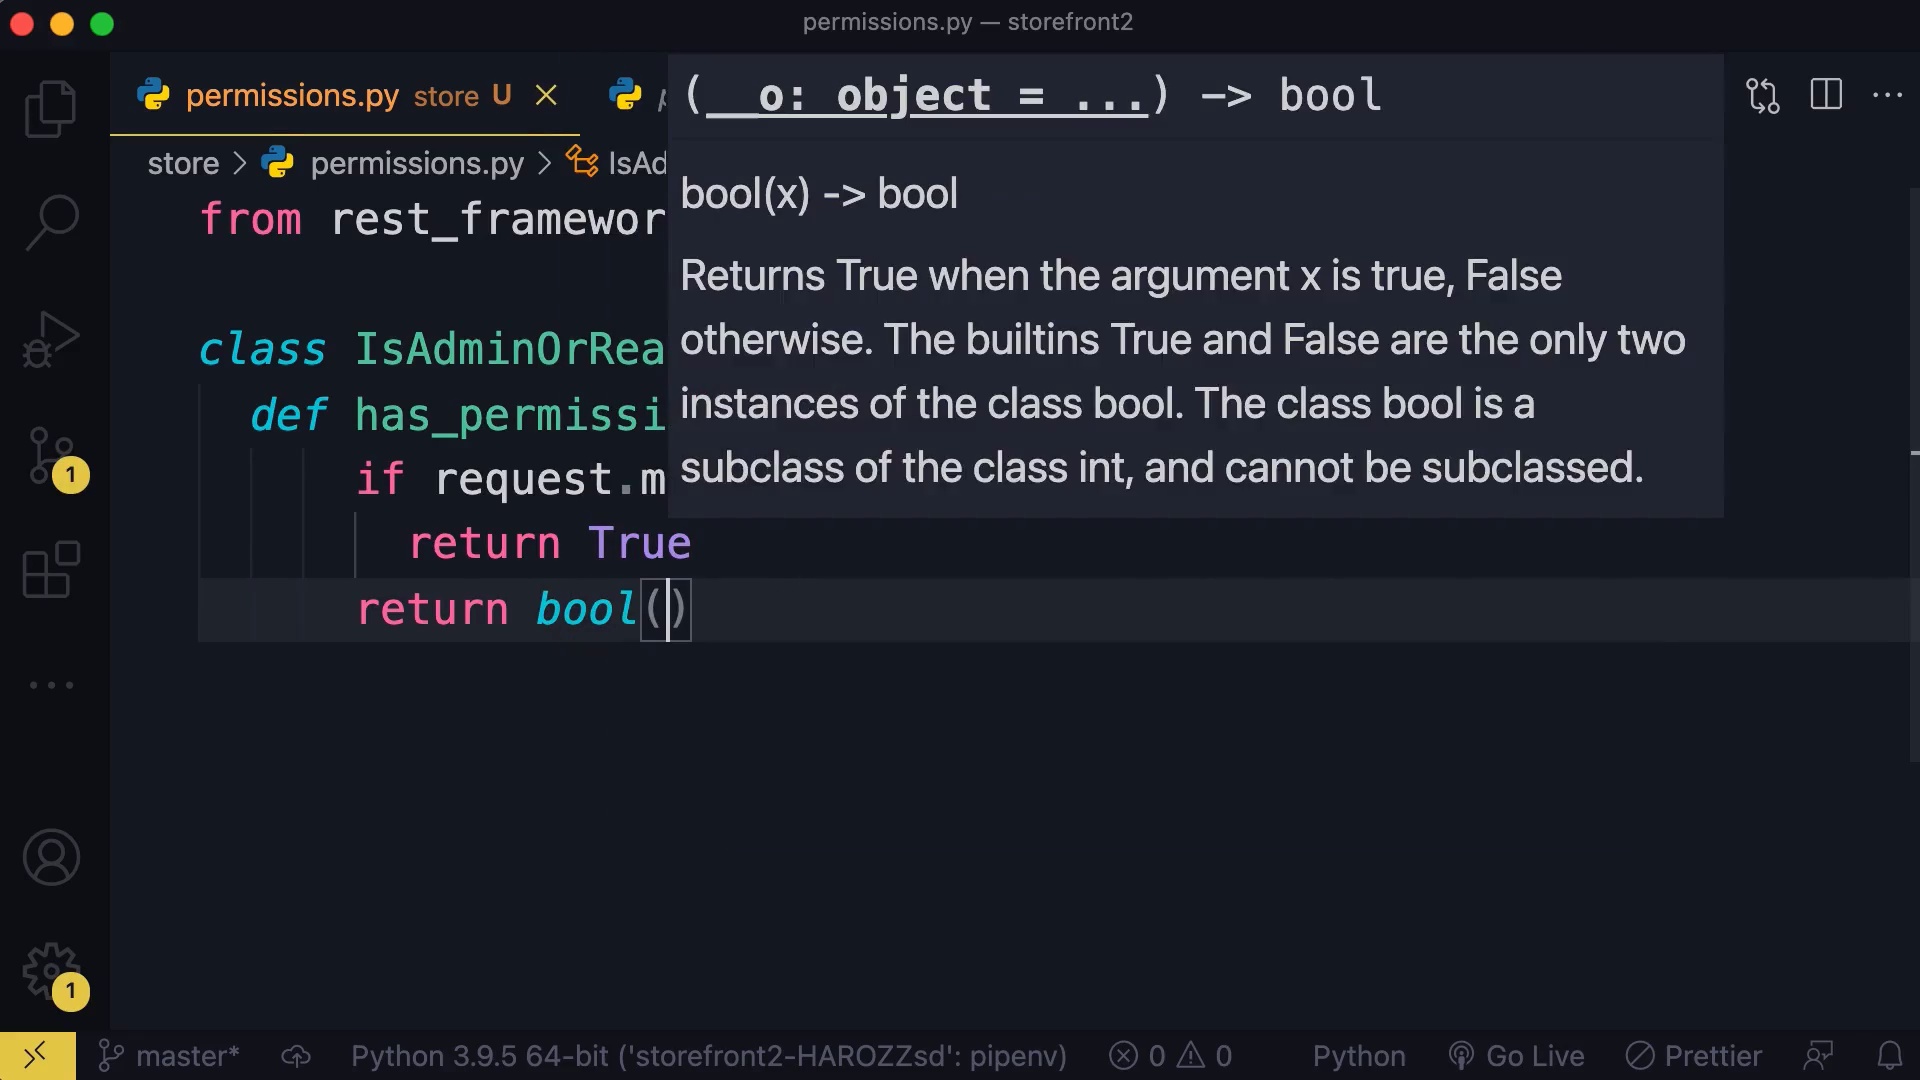 permissions.py — storefront2
permissions.py store U
(__o: object = ...) -> bool
store > permissions.py > IsAd
bool(x) -> bool
from rest_framewor
Returns True when the argument x is true, False
otherwise. The builtins True and False are the only two
class IsAdminOrRea
instances of the class bool. The class bool is a
def has_permissi
subclass of the class int, and cannot be subclassed.
if request.m
return True
return bool()
1
1
master*
Python 3.9.5 64-bit ('storefront2-HAROZZsd': pipenv)
0
0
Python
Go Live
Prettier